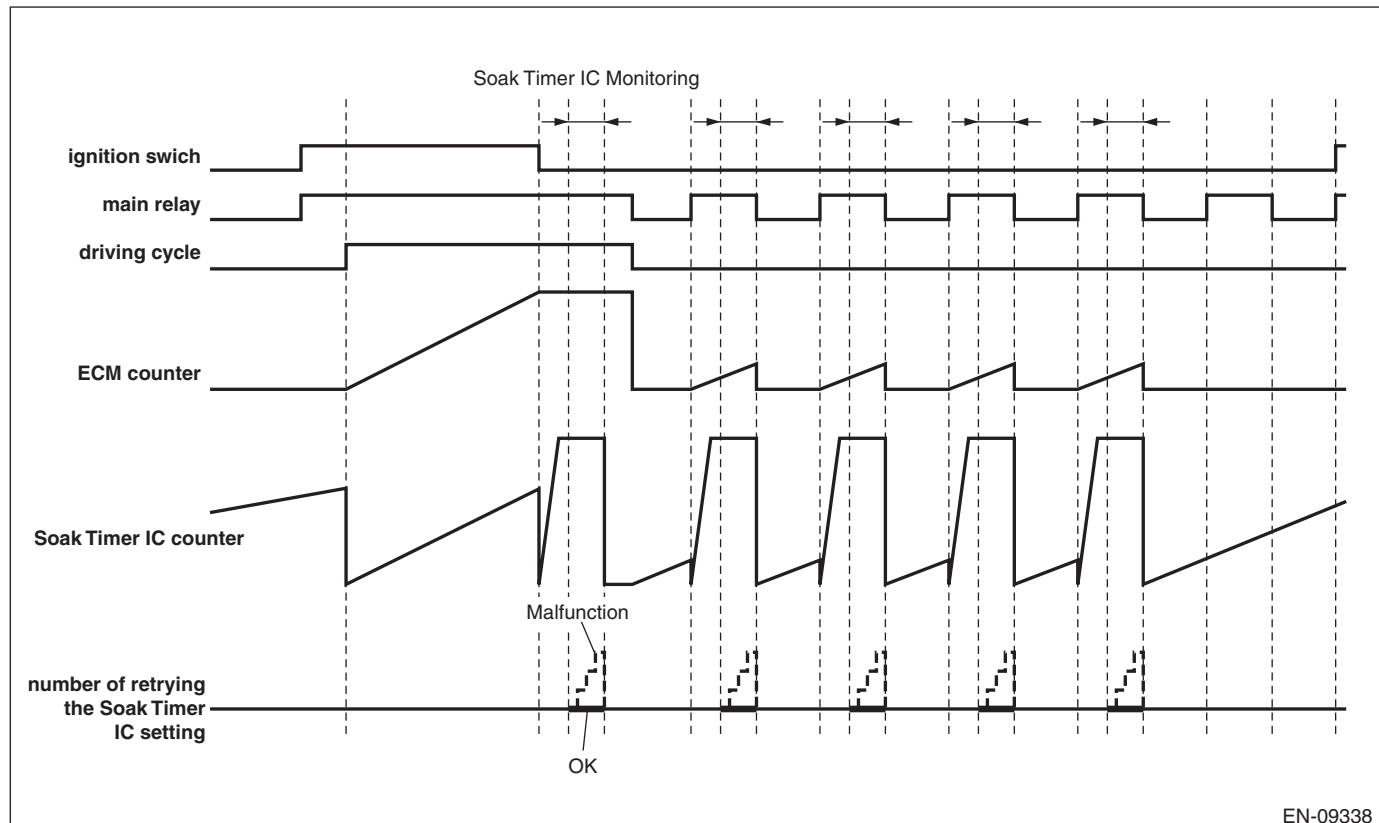 Soak Timer IC Monitoring
ignition swich
main relay
driving cycle
ECM counter
Soak Timer IC counter
Malfunction
number of retrying
the Soak Timer
IC setting
OK
EN-09338